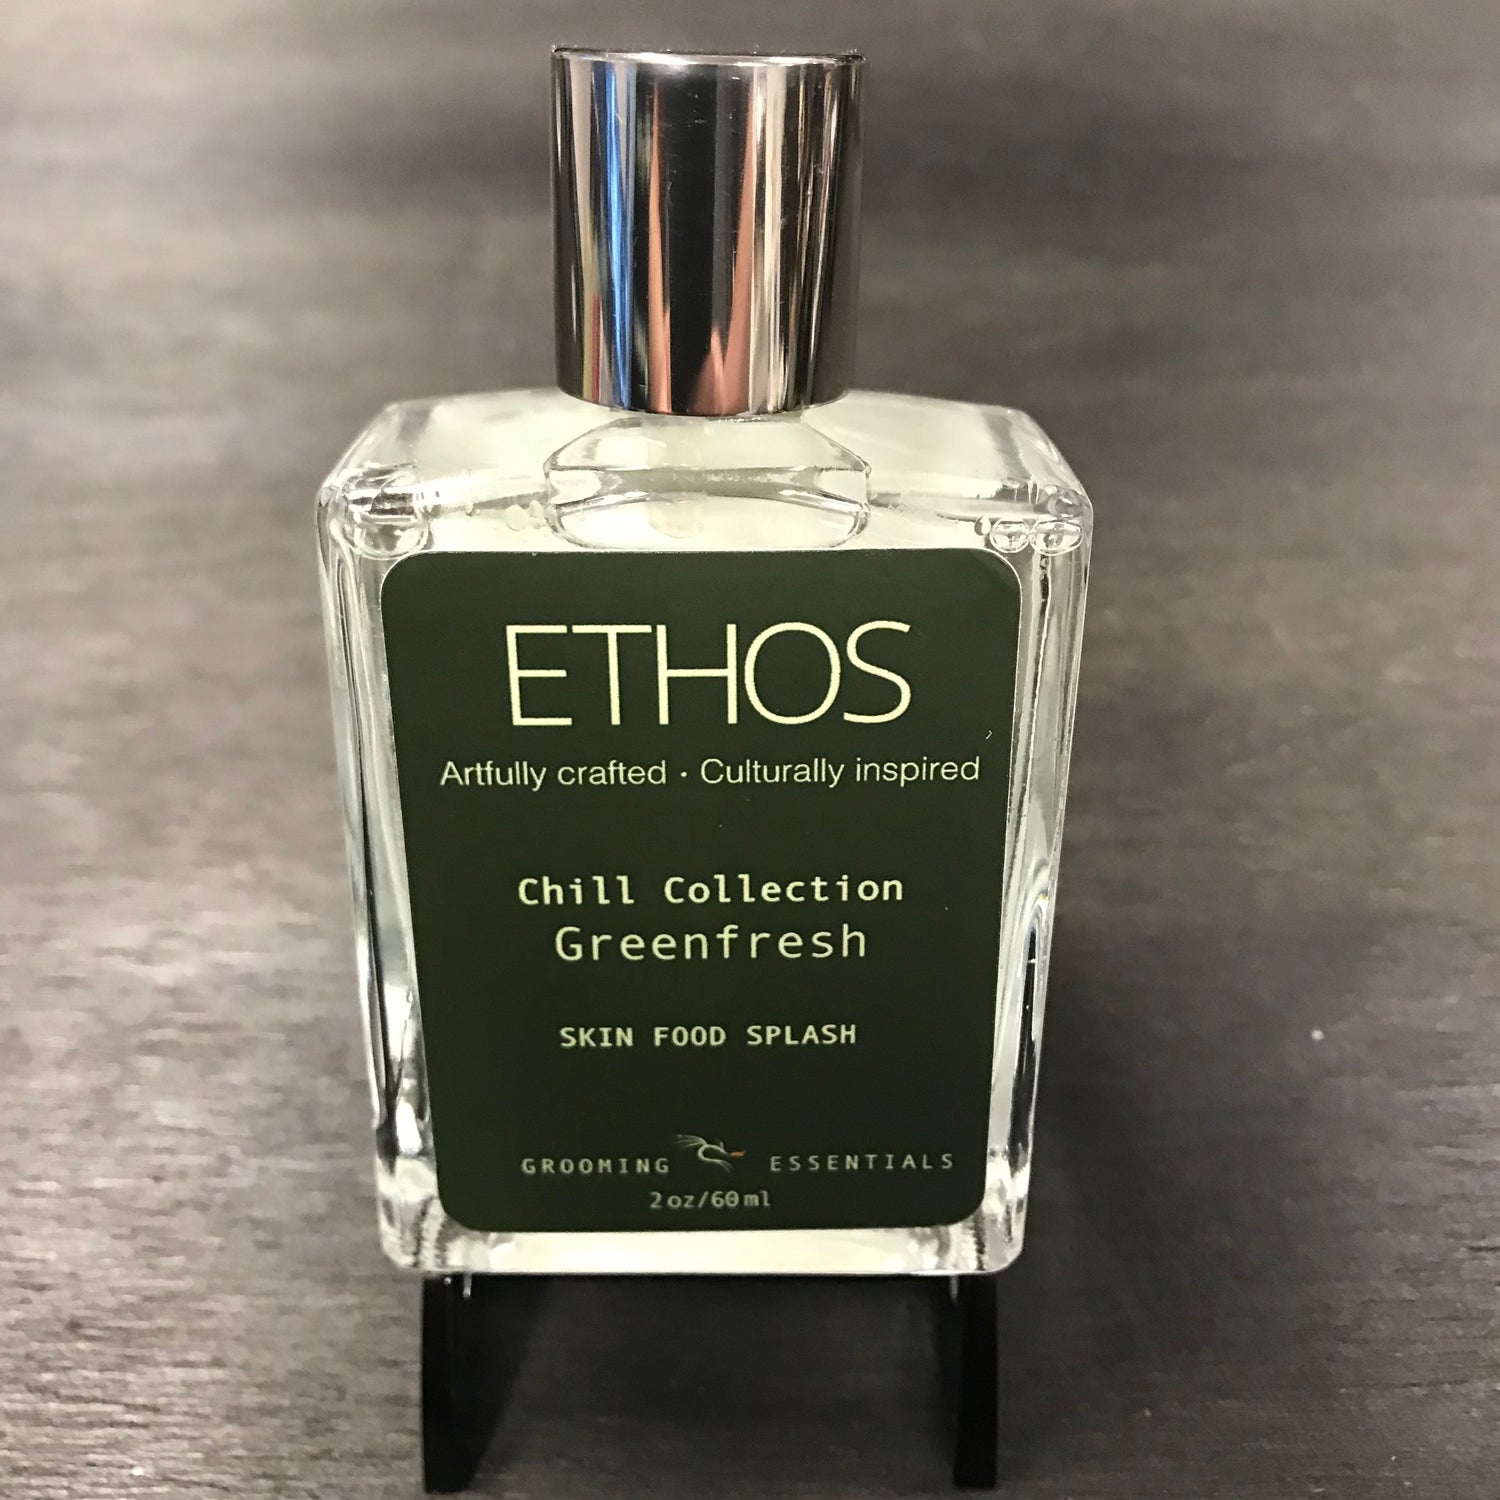 ETHOS
Artfully crafted · Culturally inspired
Chill Collection
Greenfresh
SKIN FOOD SPLASH
GROOMING ESSENTIALS
2oz/60ml